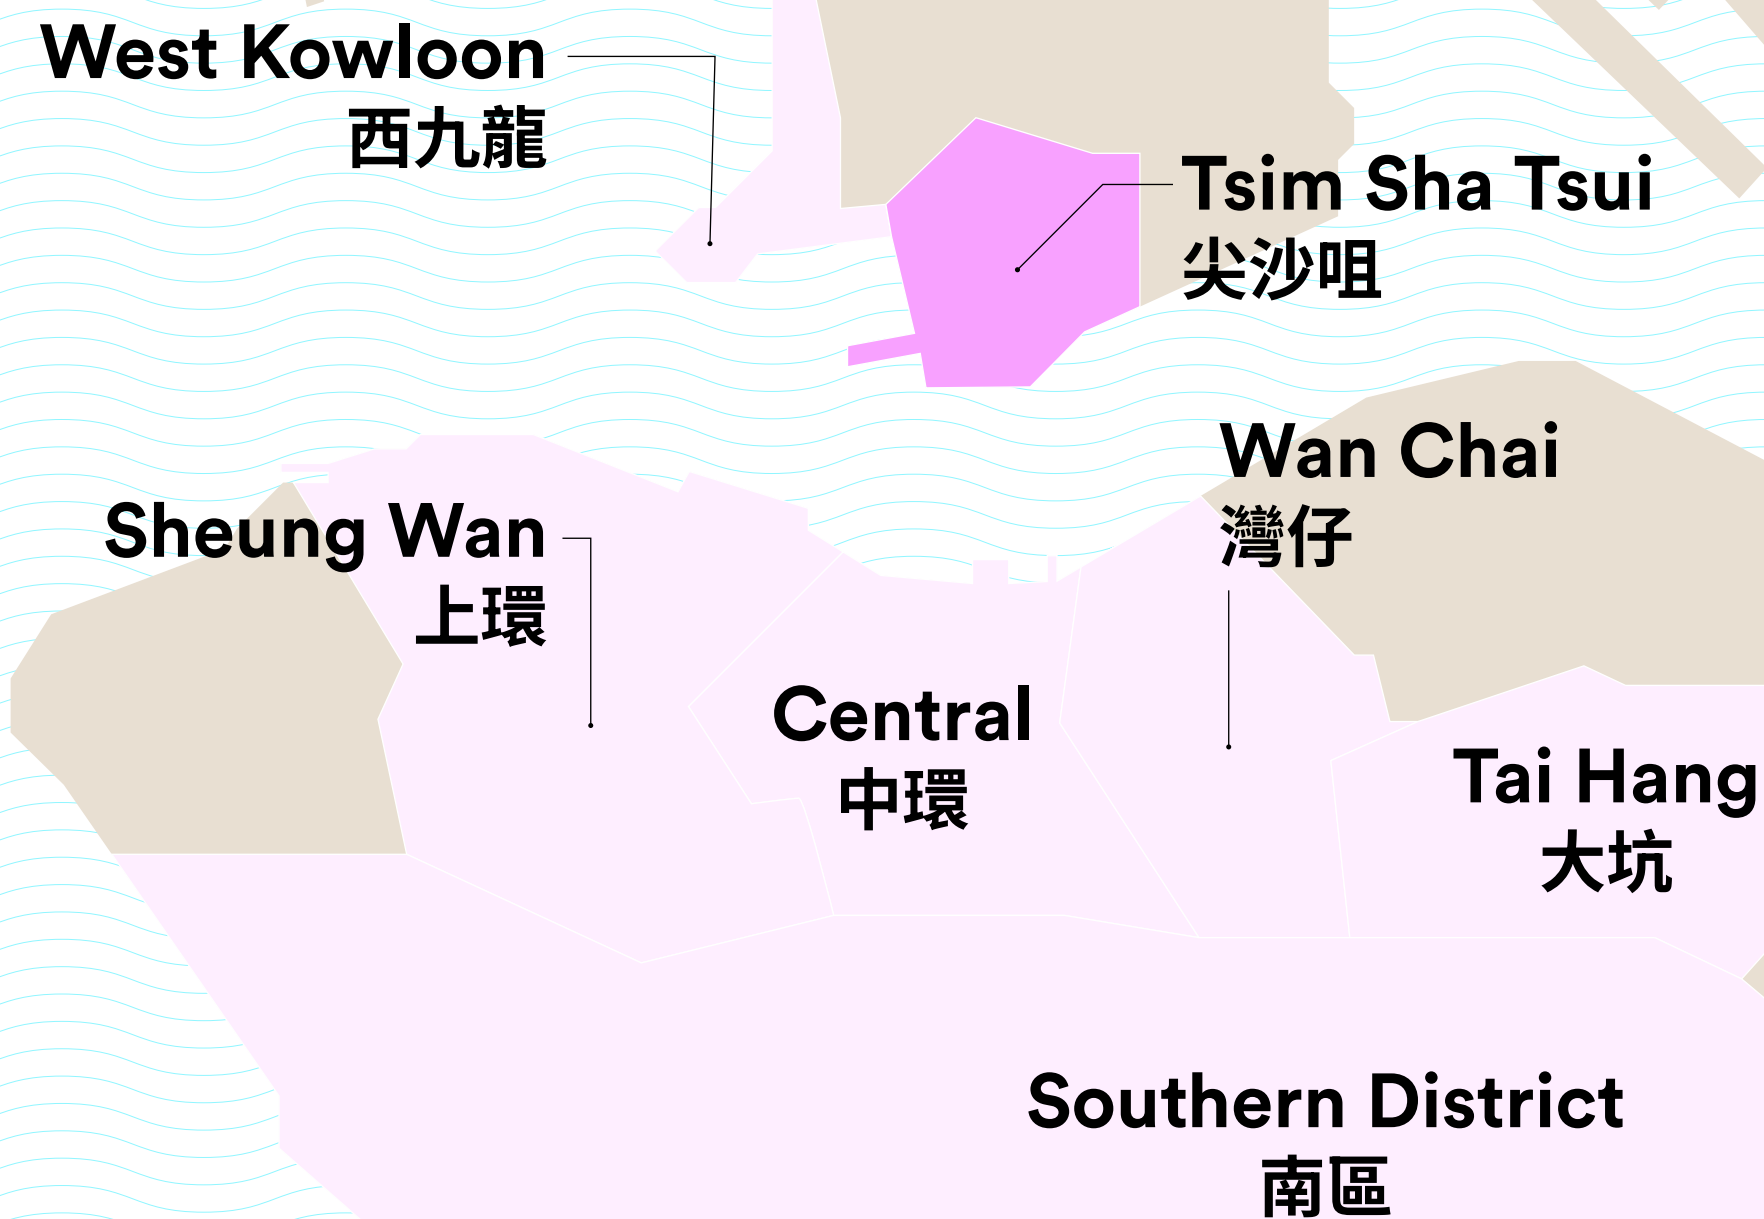 West Kowloon
西九龍
Tsim Sha Tsui
尖沙咀
Wan Chai
灣仔
Sheung Wan
上環
Central
中環
Tai Hang
大坑
Southern District
南區